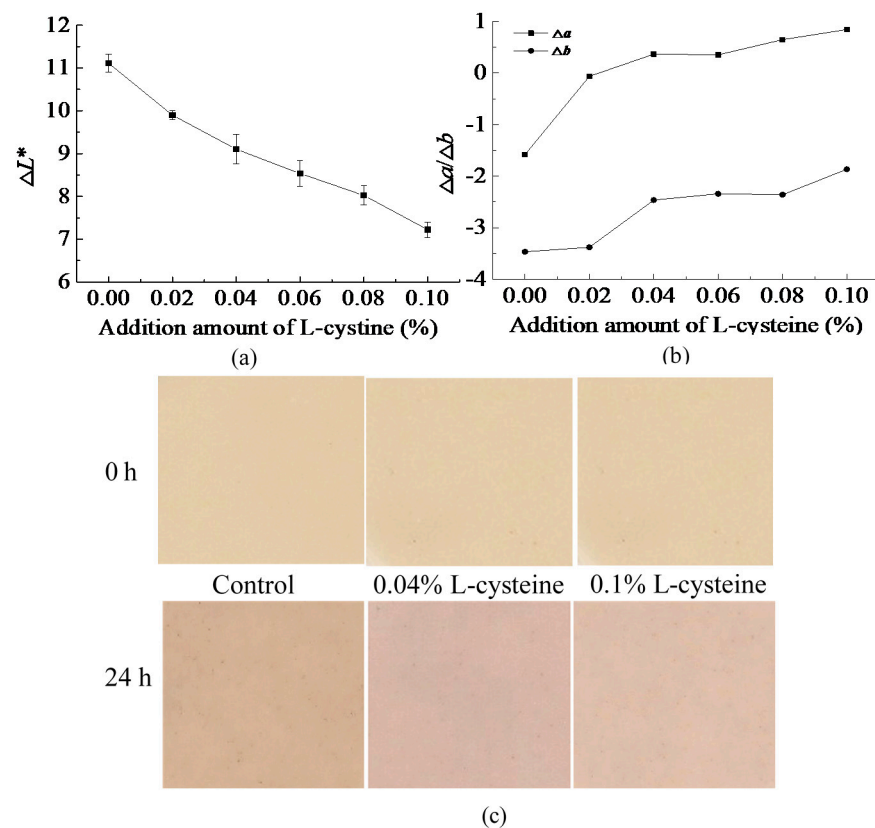 12
11
10
9
8
7
6
ΔL*
0.00 0.02 0.04 0.06 0.08 0.10
Addition amount of L-cystine (%)
(a)
1
0
-1
-2
-3
-4
Δa/Δb
Δa
Δb
0.00 0.02 0.04 0.06 0.08 0.10
Addition amount of L-cysteine (%)
(b)
0 h
Control 0.04% L-cysteine 0.1% L-cysteine
24 h
(c)